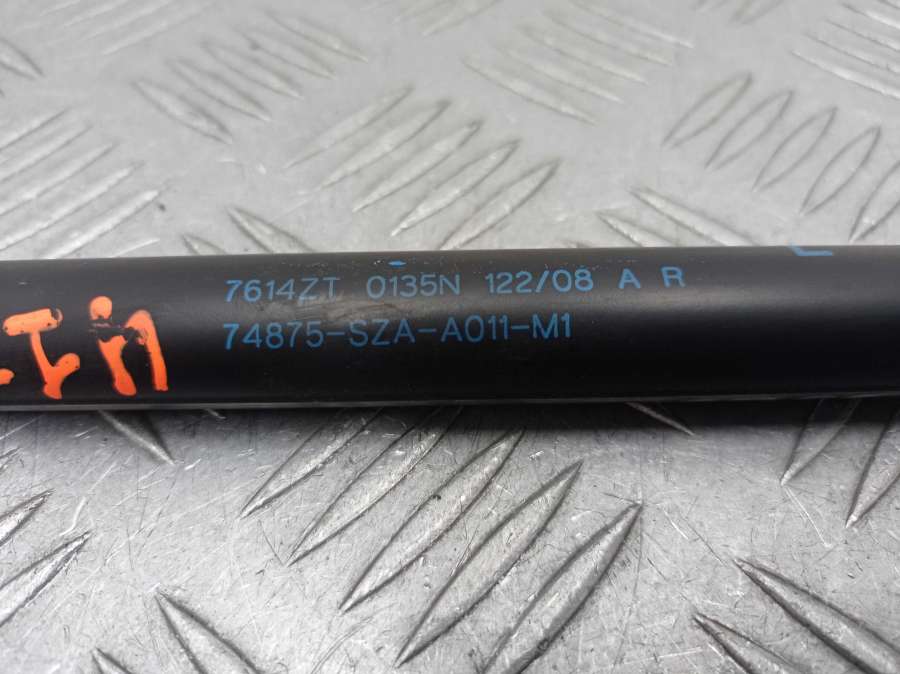 7614ZT 0135N 122/08 A R
74875-SZA-A011-M1
L